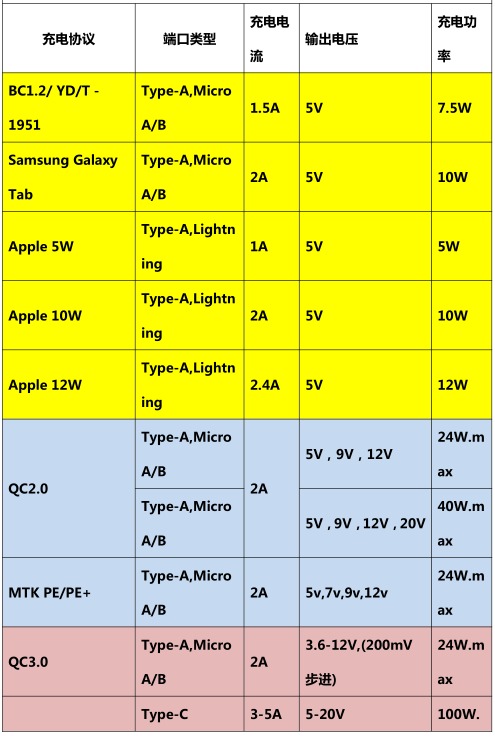 充电协议 端口类型 充电电流 输出电压 充电功率
BC1.2/ YD/T - 1951 Type-A,Micro A/B 1.5A 5V 7.5W
Samsung Galaxy Tab Type-A,Micro A/B 2A 5V 10W
Apple 5W Type-A,Lightning 1A 5V 5W
Apple 10W Type-A,Lightning 2A 5V 10W
Apple 12W Type-A,Lightning 2.4A 5V 12W
QC2.0 Type-A,Micro A/B 2A 5V，9V，12V 24W.max
Type-A,Micro A/B 5V，9V，12V，20V 40W.max
MTK PE/PE+ Type-A,Micro A/B 2A 5v,7v,9v,12v 24W.max
QC3.0 Type-A,Micro A/B 2A 3.6-12V,(200mV步进) 24W.max
Type-C 3-5A 5-20V 100W.